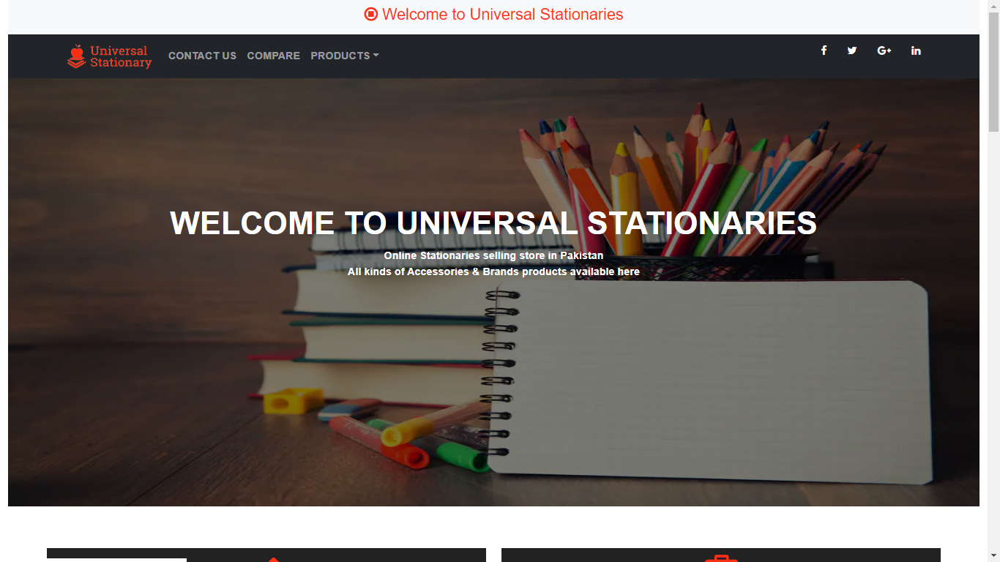 Welcome to Universal Stationaries
Universal
Stationary
CONTACT US COMPARE PRODUCTS
WELCOME TO UNIVERSAL STATIONARIES
Online Stationaries selling store in Pakistan
All kinds of Accessories & Brands products available here